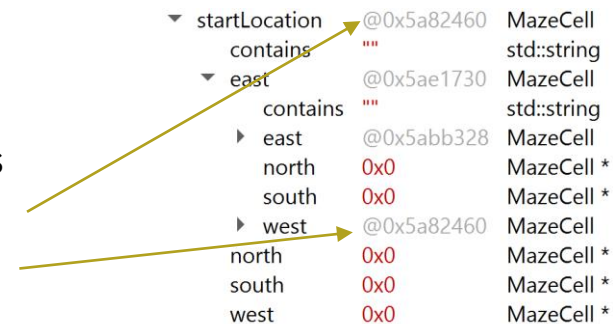 startLocation @0x5a82460 MazeCell
contains "" std::string
east @0x5ae1730 MazeCell
contains "" std::string
east @0x5abb328 MazeCell
north 0x0 MazeCell *
south 0x0 MazeCell *
west @0x5a82460 MazeCell
north 0x0 MazeCell *
south 0x0 MazeCell *
west 0x0 MazeCell *